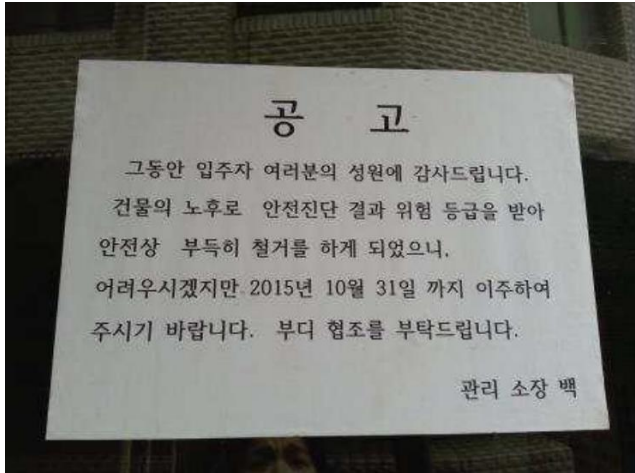 공 고
그동안 입주자 여러분의 성원에 감사드립니다.
건물의 노후로 안전진단 결과 위험 등급을 받아
안전상 부득히 철거를 하게 되었으니,
어려우시겠지만 2015년 10월 31일 까지 이주하여
주시기 바랍니다. 부디 협조를 부탁드립니다.
관리 소장 백